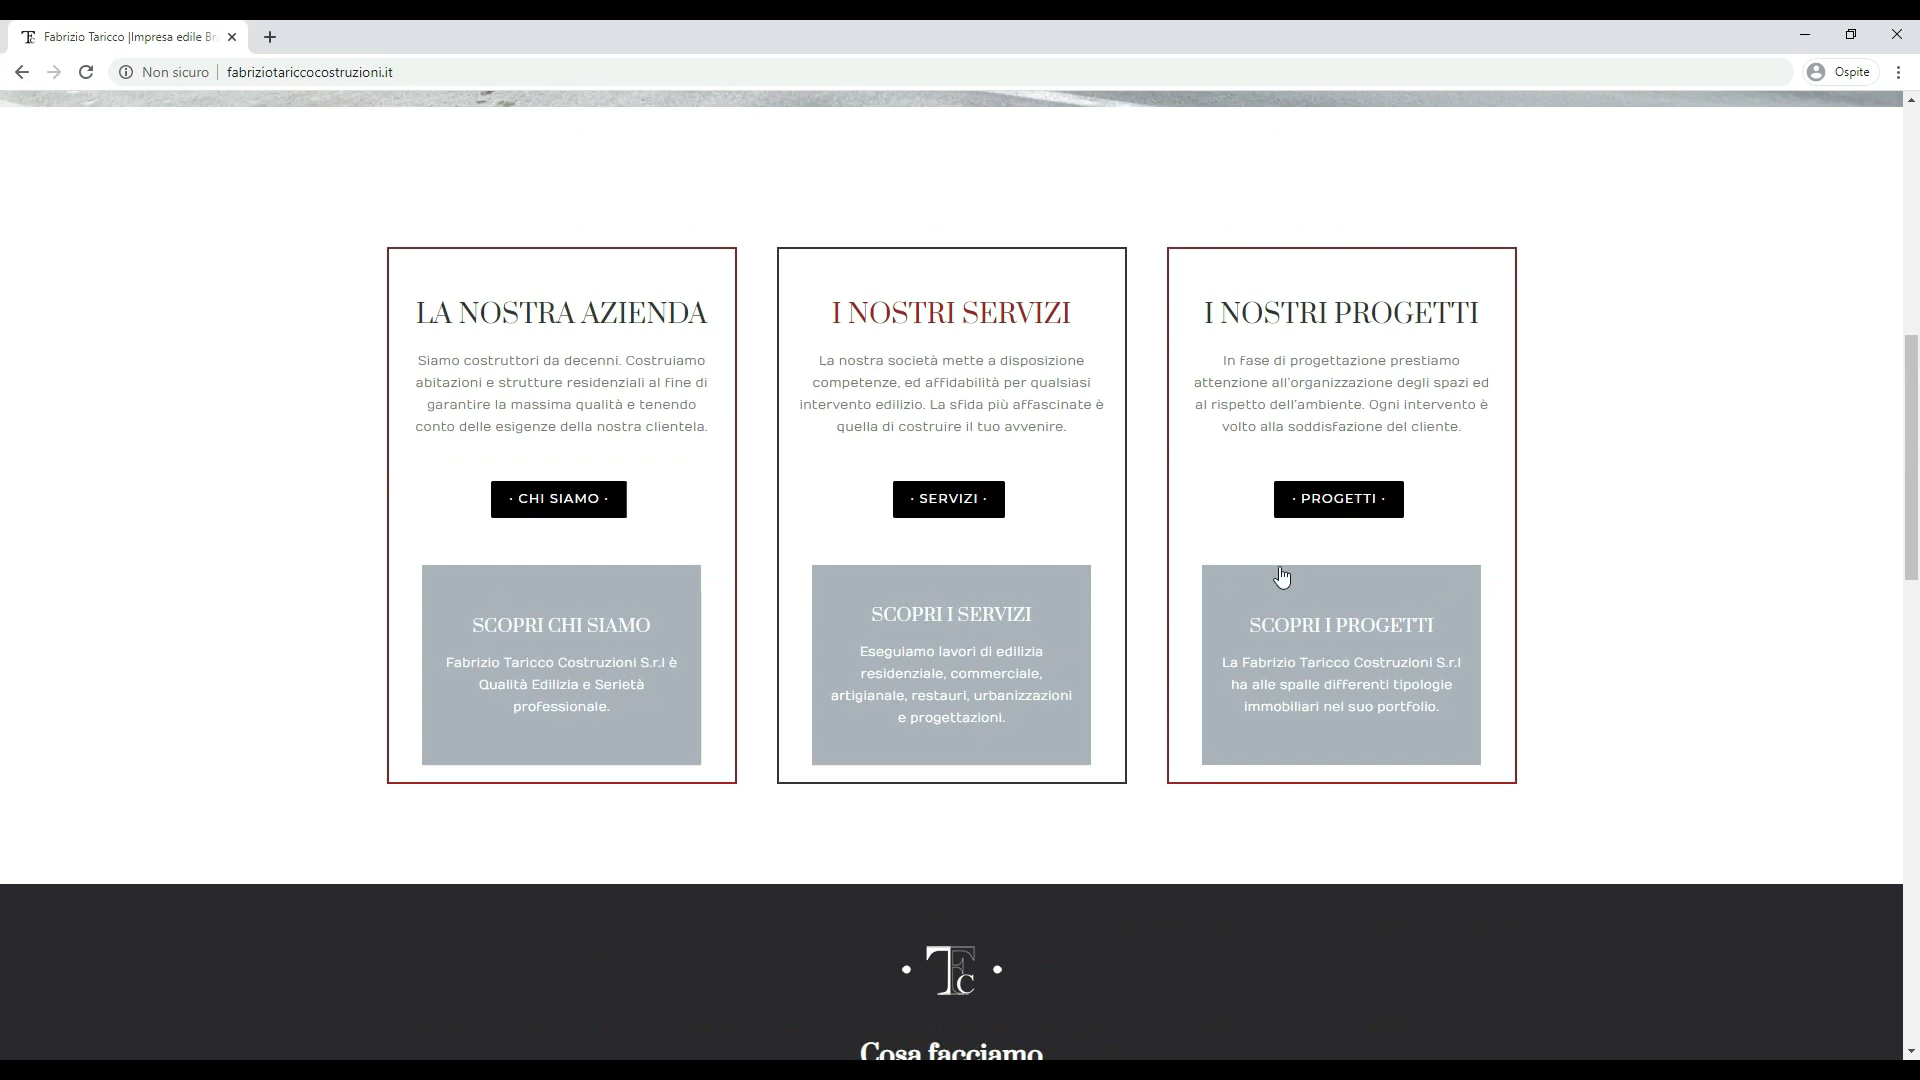 Fabrizio Taricco |Impresa edile Br
Non sicuro
fabriziotariccocostruzioni.it
Ospite
LA NOSTRA AZIENDA
Siamo costruttori da decenni. Costruiamo
abitazioni e strutture residenziali al fine di
garantire la massima qualità e tenendo
conto delle esigenze della nostra clientela.
· CHI SIAMO ·
SCOPRI CHI SIAMO
Fabrizio Taricco Costruzioni S.r.l è
Qualità Edilizia e Serietà
professionale.
I NOSTRI SERVIZI
La nostra società mette a disposizione
competenze, ed affidabilità per qualsiasi
intervento edilizio. La sfida più affascinate è
quella di costruire il tuo avvenire.
· SERVIZI ·
SCOPRI I SERVIZI
Eseguiamo lavori di edilizia
residenziale, commerciale,
artigianale, restauri, urbanizzazioni
e progettazioni.
I NOSTRI PROGETTI
In fase di progettazione prestiamo
attenzione all'organizzazione degli spazi ed
al rispetto dell'ambiente. Ogni intervento è
volto alla soddisfazione del cliente.
· PROGETTI ·
SCOPRI I PROGETTI
La Fabrizio Taricco Costruzioni S.r.l
ha alle spalle differenti tipologie
immobiliari nel suo portfolio.
· TFC ·
Cosa facciamo